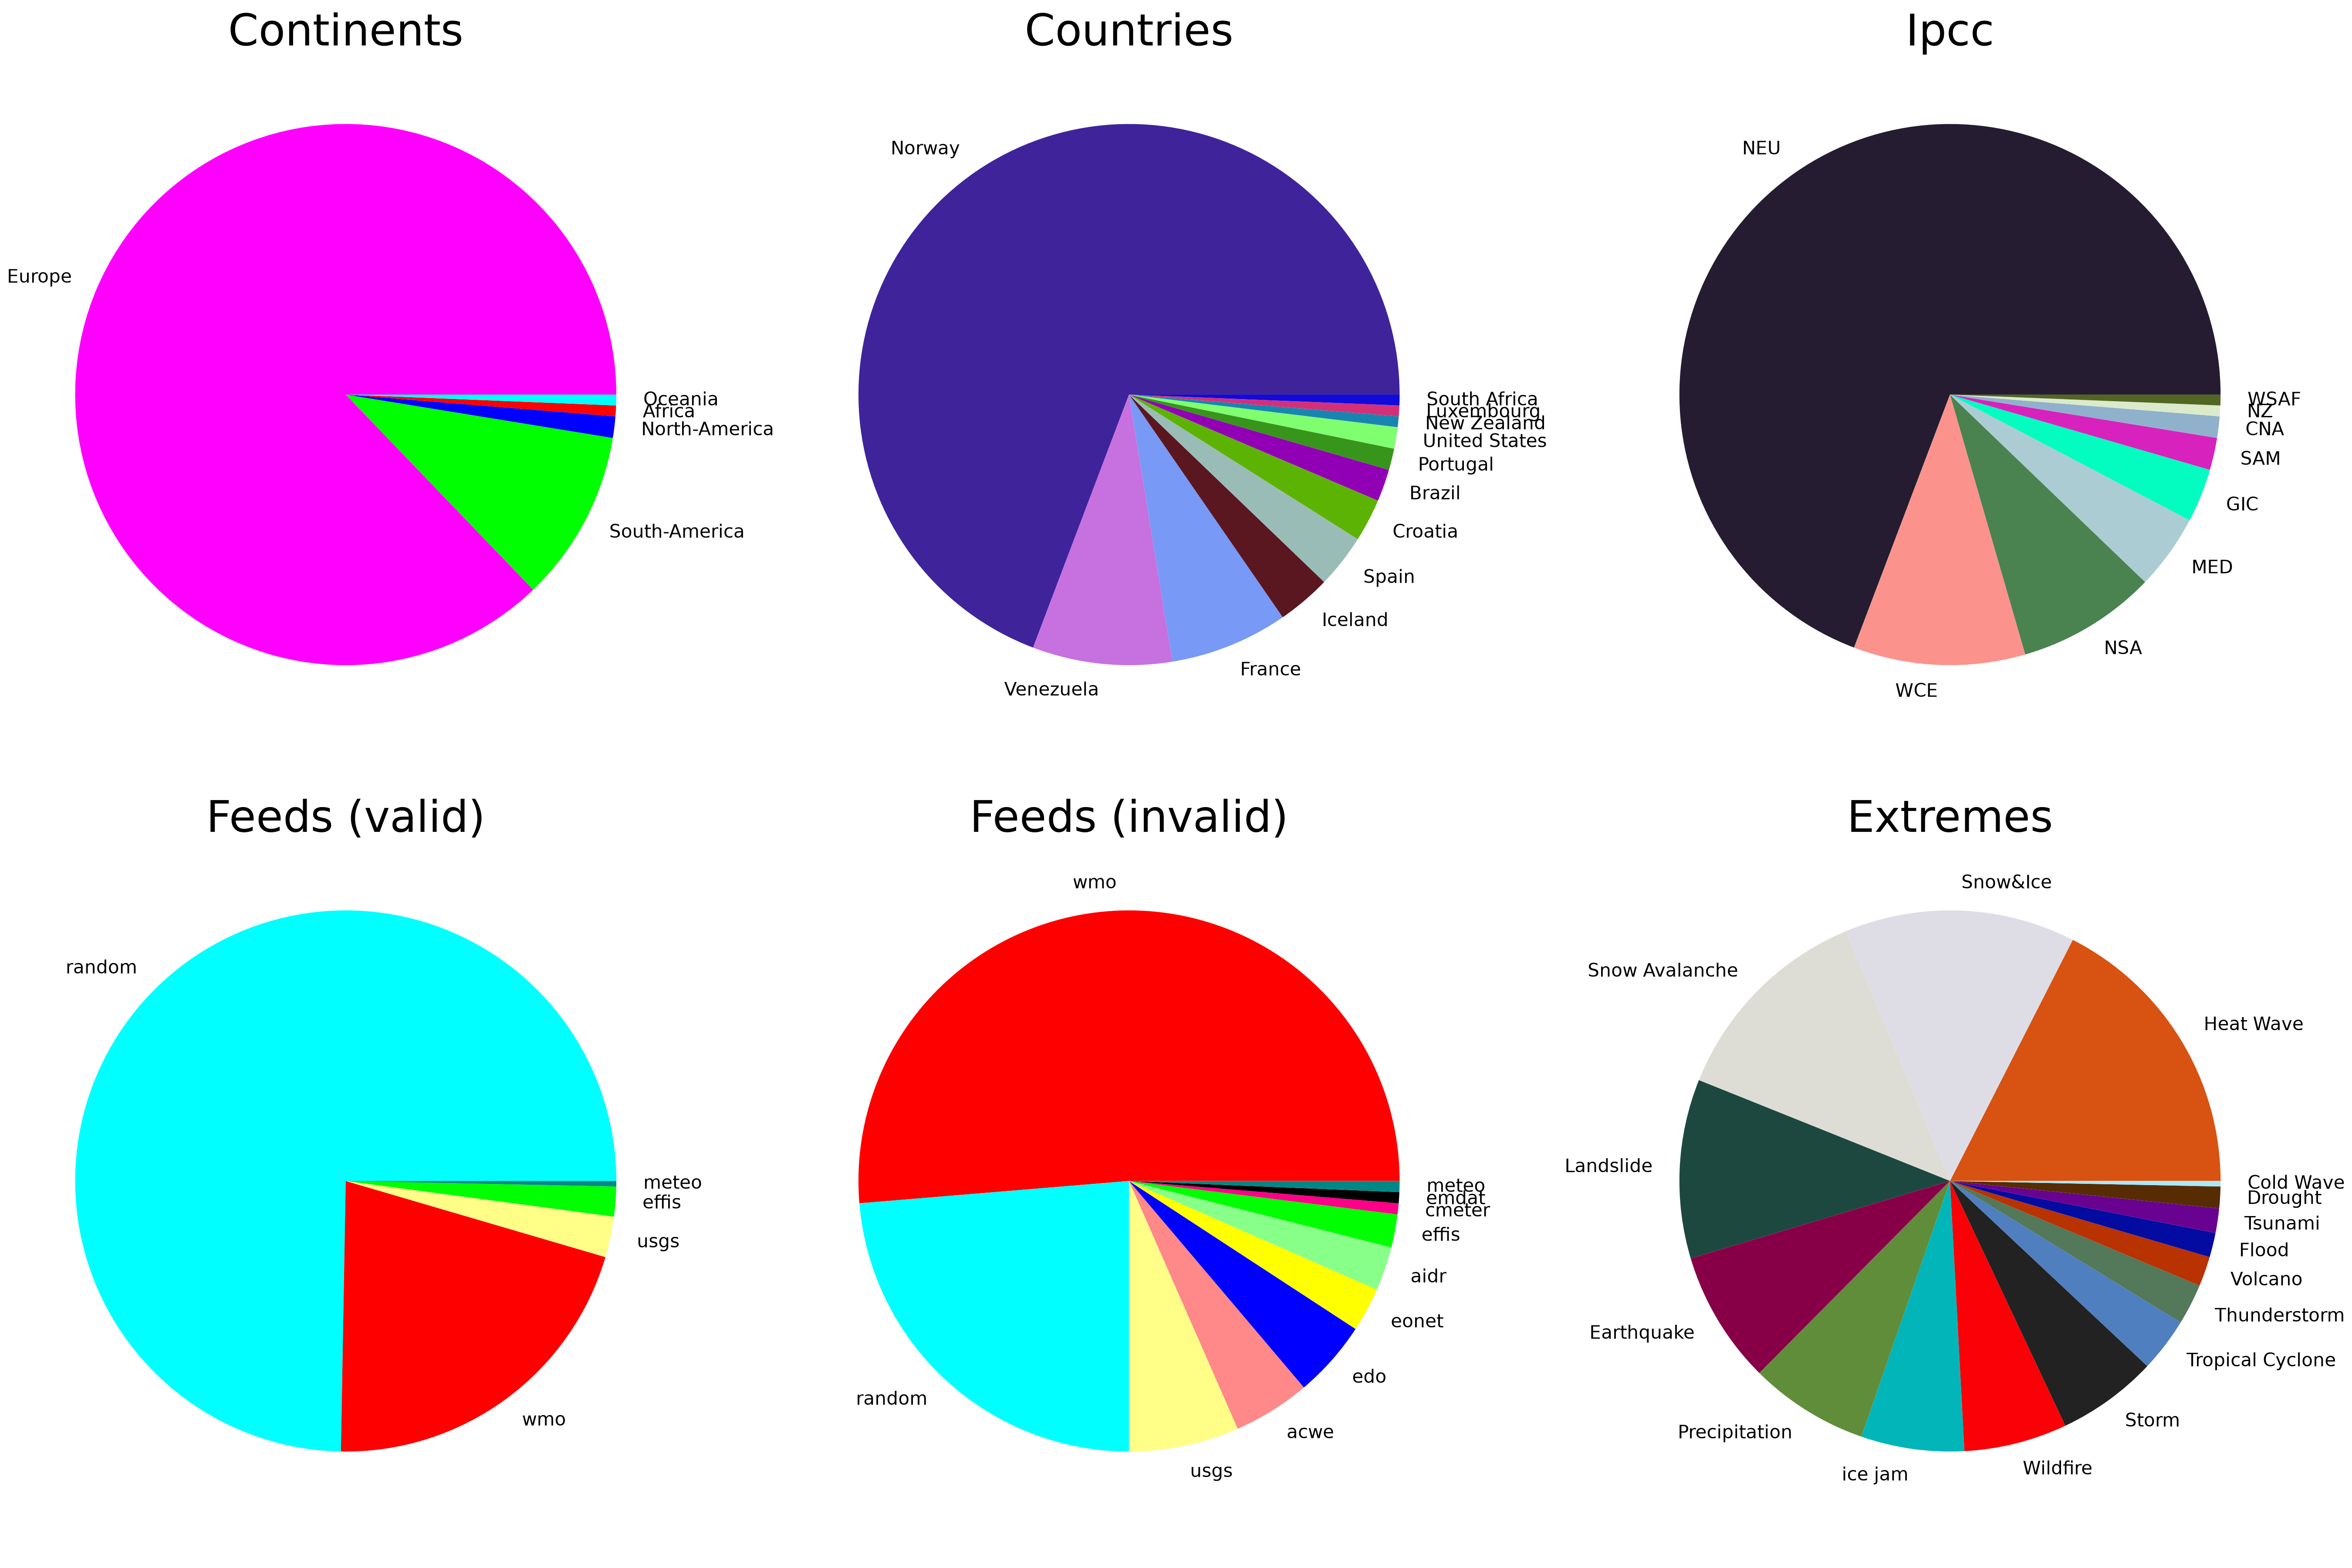 Continents
Europe
Oceania
Africa
North-America
South-America
Countries
Norway
South Africa
Luxembourg
New Zealand
United States
Portugal
Brazil
Croatia
Spain
Iceland
France
Venezuela
Ipcc
NEU
WSAF
NZ
CNA
SAM
GIC
MED
NSA
WCE
Feeds (valid)
random
meteo
effis
usgs
wmo
Feeds (invalid)
wmo
meteo
emdat
cmeter
effis
aidr
eonet
edo
acwe
usgs
random
Extremes
Snow&Ice
Snow Avalanche
Heat Wave
Landslide
Cold Wave
Drought
Tsunami
Flood
Volcano
Thunderstorm
Tropical Cyclone
Storm
Wildfire
ice jam
Precipitation
Earthquake